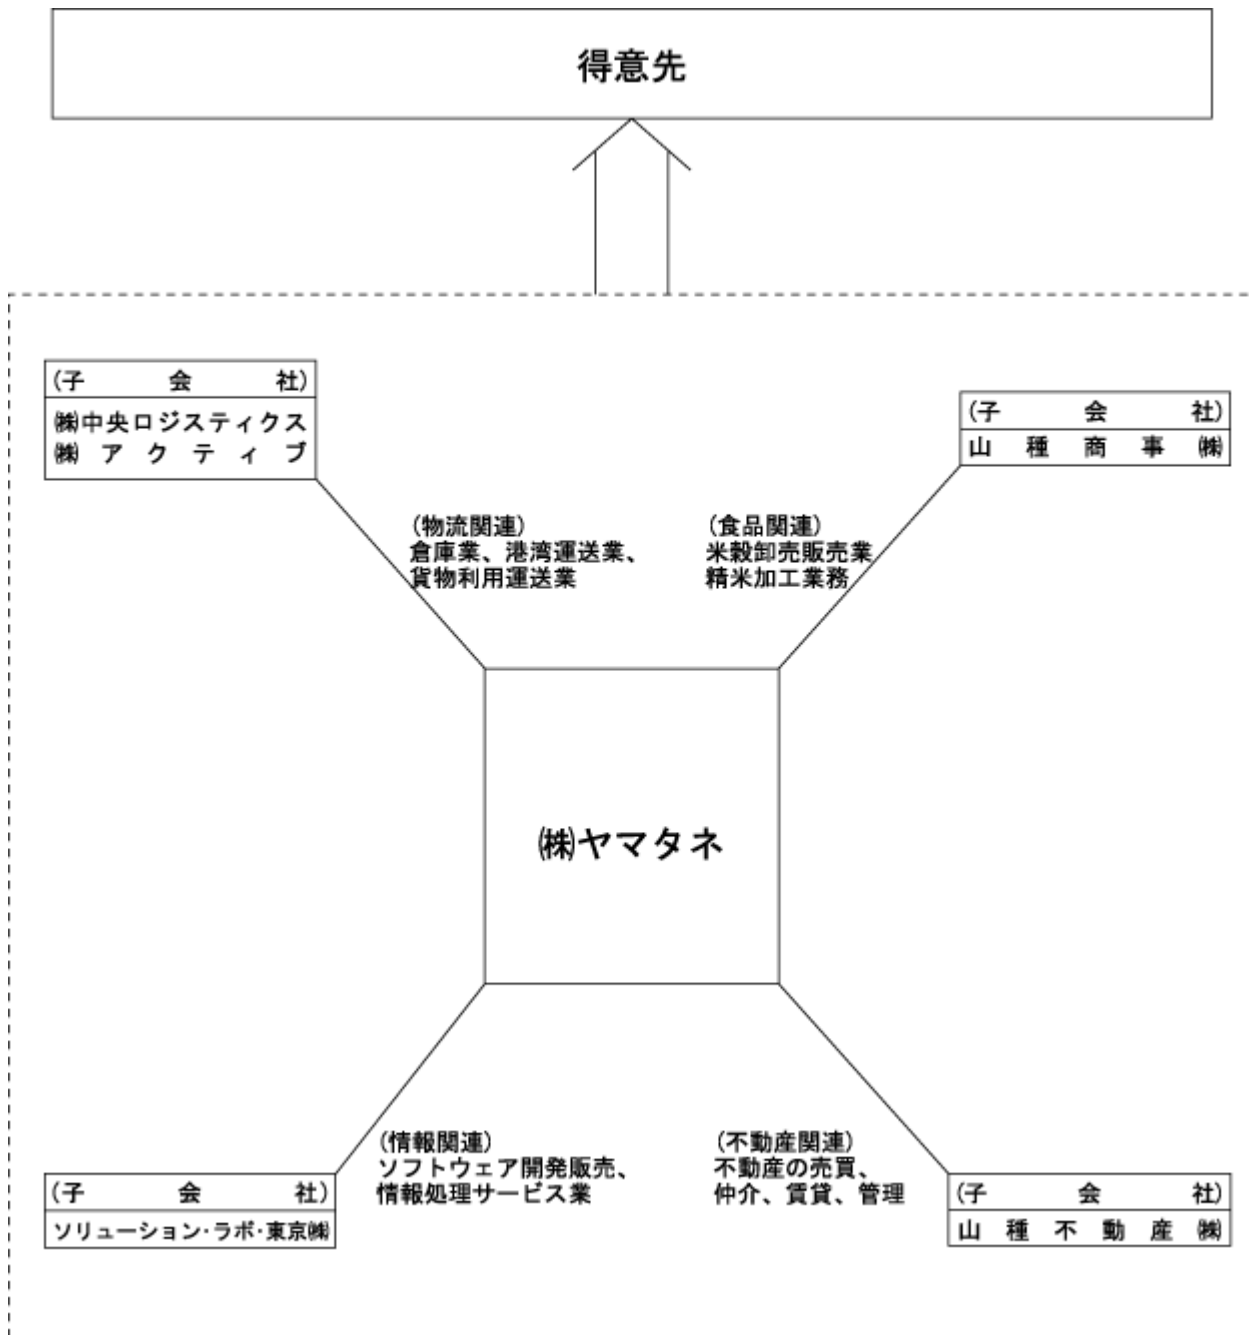 得意先
(子会社)
㈱中央ロジスティクス
㈱アクティブ
(子会社)
山種商事㈱
(物流関連)
倉庫業、港湾運送業、
貨物利用運送業
(食品関連)
米穀卸売販売業
精米加工業務
㈱ヤマタネ
(情報関連)
ソフトウェア開発販売、
情報処理サービス業
(不動産関連)
不動産の売買、
仲介、賃貸、管理
(子会社)
ソリューション・ラボ・東京㈱
(子会社)
山種不動産㈱